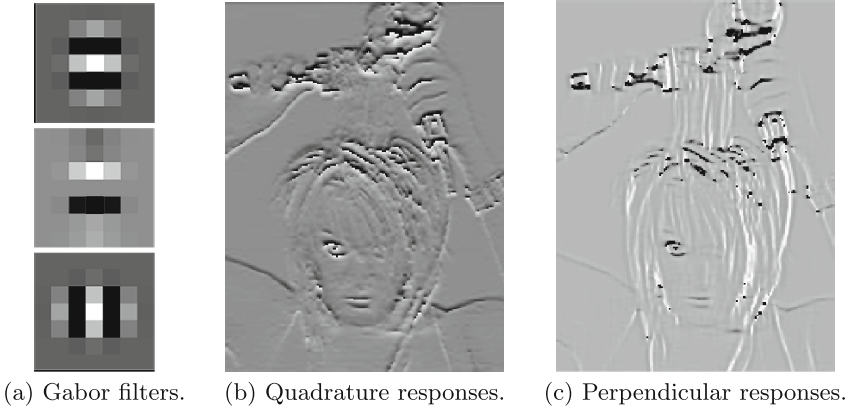 (a) Gabor filters. (b) Quadrature responses. (c) Perpendicular responses.